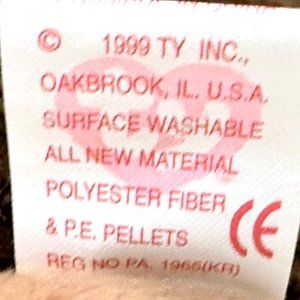 © 1999 TY INC.,
OAKBROOK, IL. U.S.A.
SURFACE WASHABLE
ALL NEW MATERIAL
POLYESTER FIBER
& P.E. PELLETS CE
REG NO PA. 1965(KR)